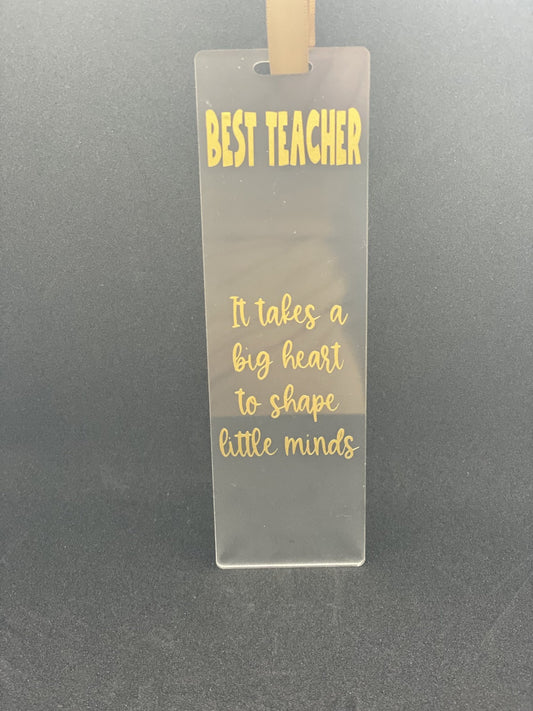 BEST TEACHER
It takes a
big heart
to shape
little minds